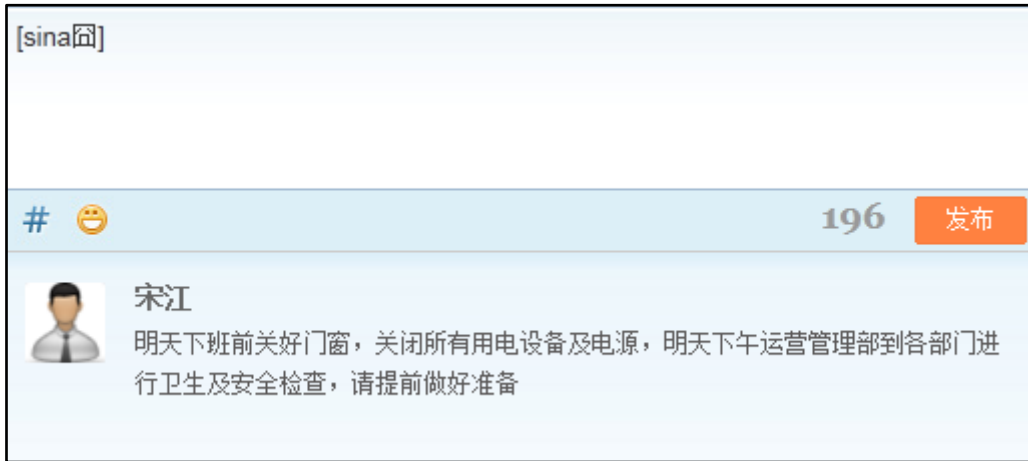 [sina囧]
# 196 发布
宋江
明天下班前关好门窗，关闭所有用电设备及电源，明天下午运营管理部到各部门进
行卫生及安全检查，请提前做好准备